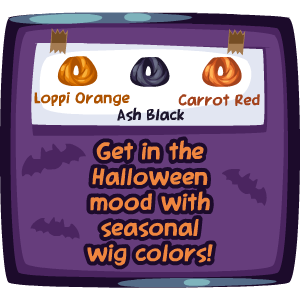 Loppi Orange
Carrot Red
Ash Black
Get in the
Halloween
mood with
seasonal
wig colors!